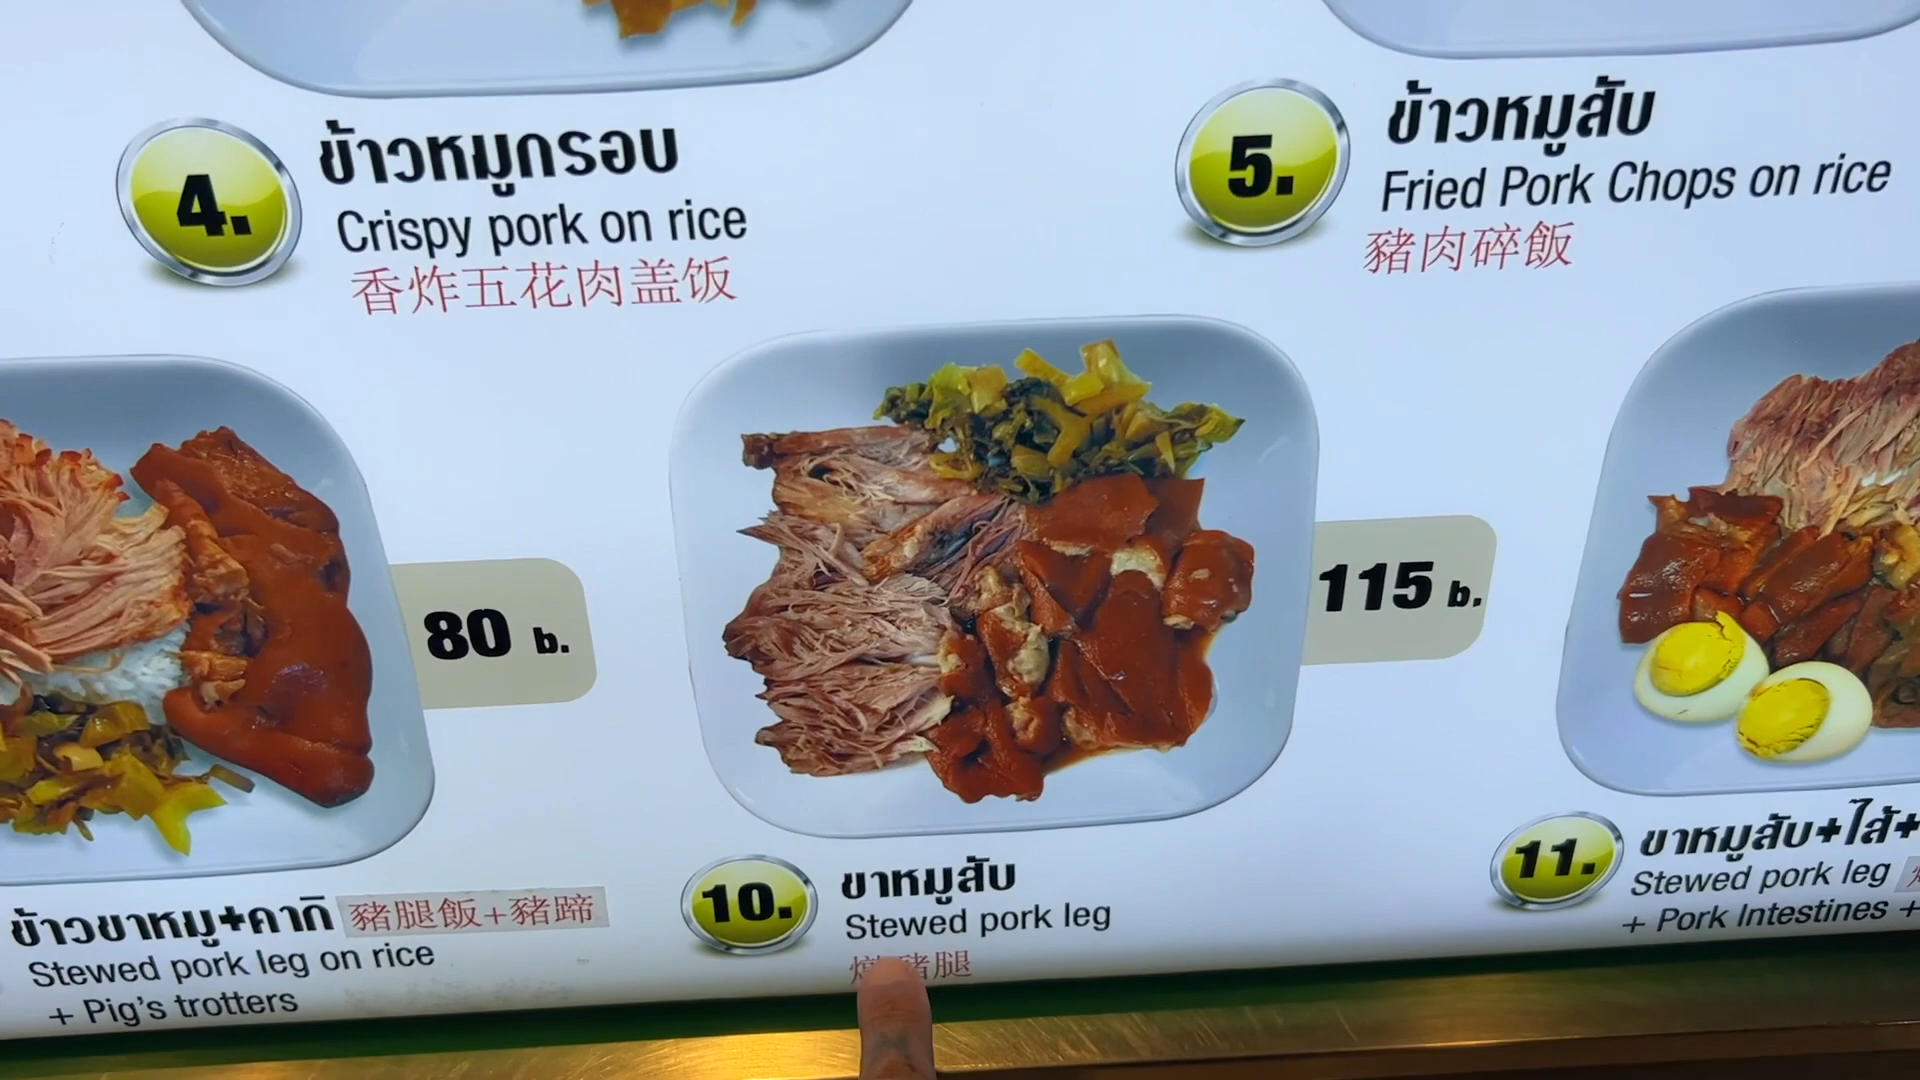 4.
ข้าวหมูกรอบ
Crispy pork on rice
香炸五花肉盖饭
5.
ข้าวหมูสับ
Fried Pork Chops on rice
豬肉碎飯
80 b.
115 b.
ข้าวขาหมู+คากิ 豬腿飯+豬蹄
Stewed pork leg on rice
+ Pig's trotters
10.
ขาหมูสับ
Stewed pork leg
豬腿
11.
ขาหมูสับ+ไส้+
Stewed pork leg
+ Pork Intestines +